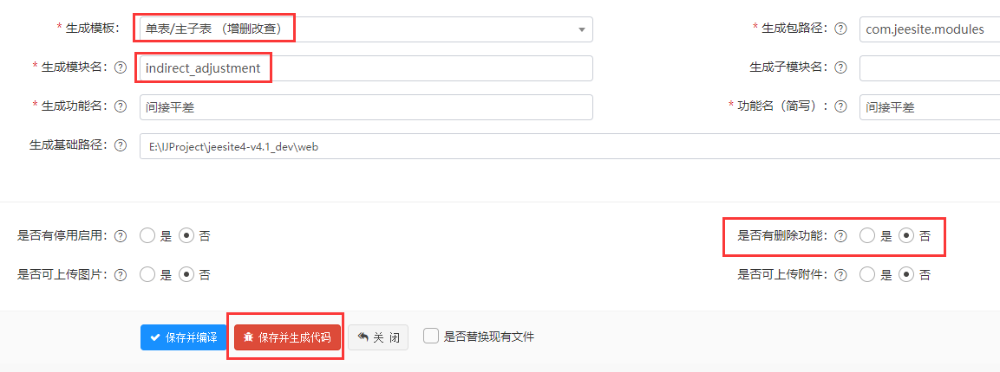 * 生成模板: 单表/主子表 （增删改查） * 生成包路径: ? com.jeesite.modules
* 生成模块名: ? indirect_adjustment 生成子模块名: ?
* 生成功能名: ? 间接平差 * 功能名（简写）: ? 间接平差
生成基础路径: ? E:\IJProject\jeesite4-v4.1_dev\web
是否有停用启用: ? 是 否 是否有删除功能: ? 是 否
是否可上传图片: ? 是 否 是否可上传附件: ? 是 否
保存并编译 保存并生成代码 关 闭 是否替换现有文件